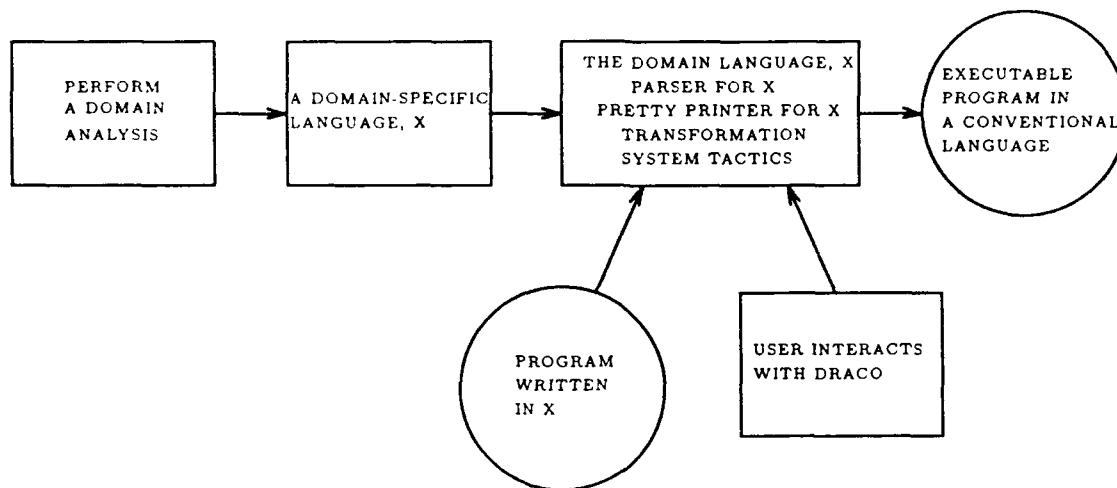 PERFORM
A DOMAIN
ANALYSIS
A DOMAIN-SPECIFIC
LANGUAGE, X
THE DOMAIN LANGUAGE, X
PARSER FOR X
PRETTY PRINTER FOR X
TRANSFORMATION
SYSTEM TACTICS
EXECUTABLE
PROGRAM IN
A CONVENTIONAL
LANGUAGE
PROGRAM
WRITTEN
IN X
USER INTERACTS
WITH DRACO